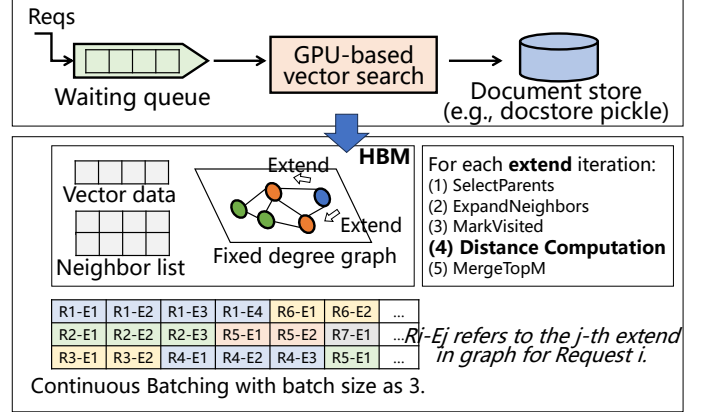 Reqs
Waiting queue
GPU-based
vector search
Document store
(e.g., docstore pickle)
HBM
Vector data
Neighbor list
Extend
Extend
Fixed degree graph
For each extend iteration:
(1) SelectParents
(2) ExpandNeighbors
(3) MarkVisited
(4) Distance Computation
(5) MergeTopM
R1-E1 R1-E2 R1-E3 R1-E4 R6-E1 R6-E2 ...
R2-E1 R2-E2 R2-E3 R5-E1 R5-E2 R7-E1 ...
R3-E1 R3-E2 R4-E1 R4-E2 R4-E3 R5-E1 ...
Ri-Ej refers to the j-th extend
in graph for Request i.
Continuous Batching with batch size as 3.